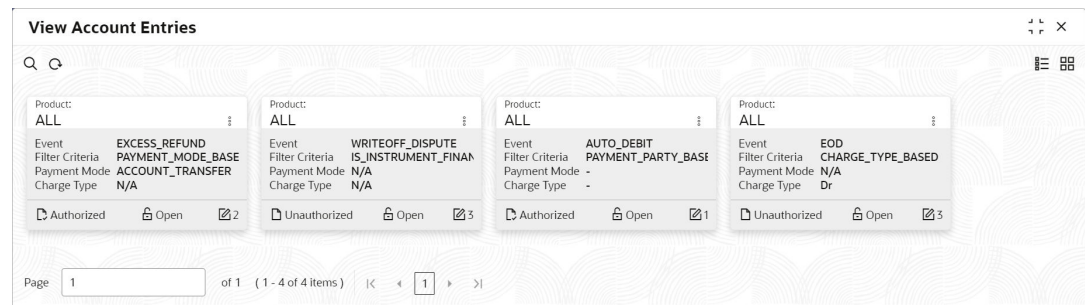 View Account Entries
Product:
ALL
Event EXCESS_REFUND
Filter Criteria PAYMENT_MODE_BASE
Payment Mode ACCOUNT_TRANSFER
Charge Type N/A
Authorized Open 2
Product:
ALL
Event WRITEOFF_DISPUTE
Filter Criteria IS_INSTRUMENT_FINAN
Payment Mode N/A
Charge Type N/A
Unauthorized Open 3
Product:
ALL
Event AUTO_DEBIT
Filter Criteria PAYMENT_PARTY_BASE
Payment Mode -
Charge Type -
Authorized Open 1
Product:
ALL
Event EOD
Filter Criteria CHARGE_TYPE_BASED
Payment Mode N/A
Charge Type Dr
Unauthorized Open 3
Page 1 of 1 (1 - 4 of 4 items) 1